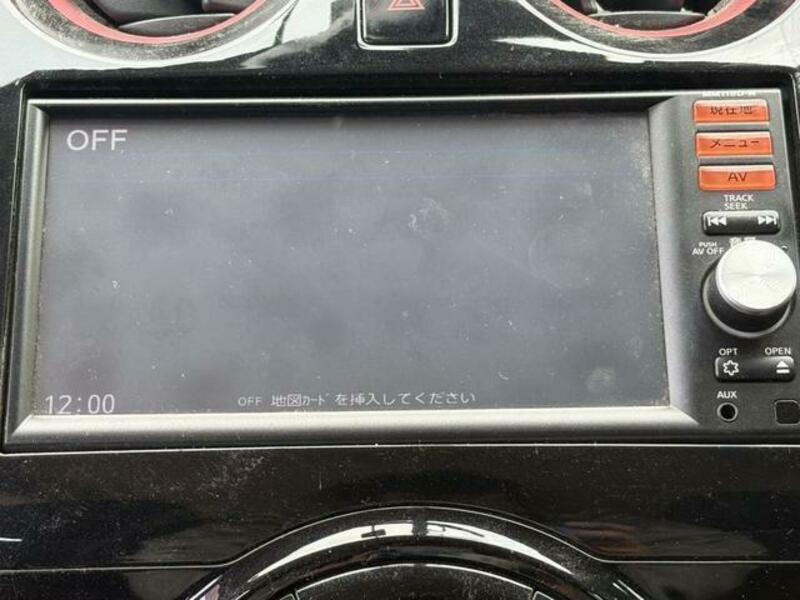 OFF
12:00
OFF 地図ｶｰﾄﾞを挿入してください
現在地
メニュー
AV
TRACK
SEEK
PUSH
AV OFF
OPT
OPEN
AUX